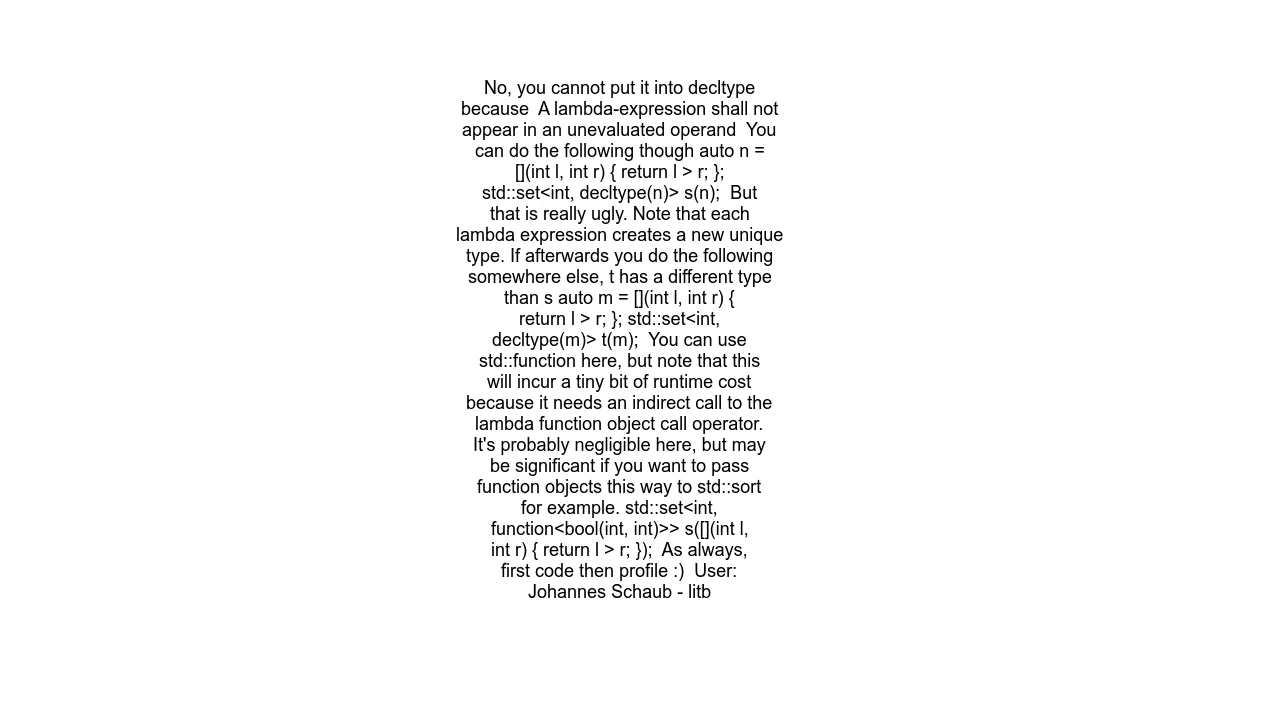 No, you cannot put it into decltype
because  A lambda-expression shall not
appear in an unevaluated operand  You
can do the following though auto n =
[](int l, int r) { return l > r; };
std::set<int, decltype(n)> s(n);  But
that is really ugly. Note that each
lambda expression creates a new unique
type. If afterwards you do the following
somewhere else, t has a different type
than s auto m = [](int l, int r) {
return l > r; }; std::set<int,
decltype(m)> t(m);  You can use
std::function here, but note that this
will incur a tiny bit of runtime cost
because it needs an indirect call to the
lambda function object call operator.
It's probably negligible here, but may
be significant if you want to pass
function objects this way to std::sort
for example. std::set<int,
function<bool(int, int)>> s([](int l,
int r) { return l > r; });  As always,
first code then profile :)  User:
Johannes Schaub - litb